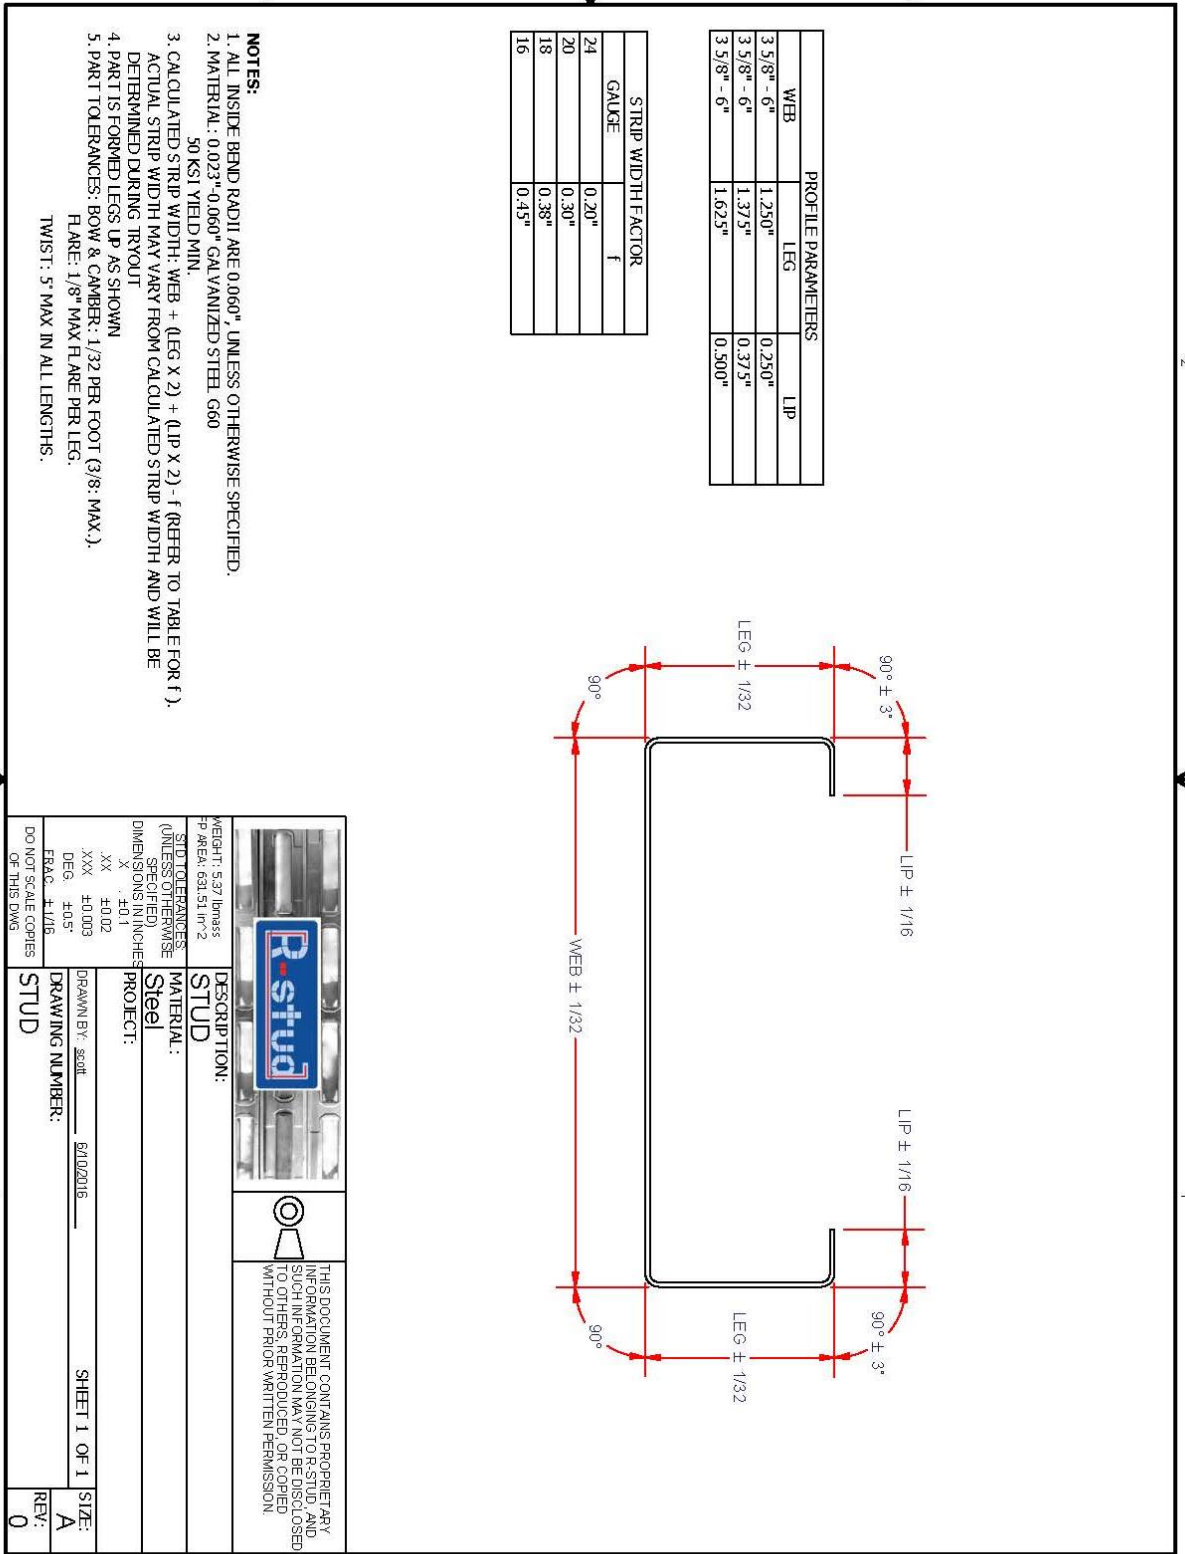 PROFILE PARAMETERS
WEB LEG LIP
3 5/8" - 6" 1.250" 0.250"
3 5/8" - 6" 1.375" 0.375"
3 5/8" - 6" 1.625" 0.500"
STRIP WIDTH FACTOR
GAUGE f
24 0.20"
20 0.30"
18 0.38"
16 0.45"
NOTES:
1. ALL INSIDE BEND RADII ARE 0.060", UNLESS OTHERWISE SPECIFIED.
2. MATERIAL: 0.023"-0.060" GALVANIZED STEEL G60
50 KSI YIELD MIN.
3. CALCULATED STRIP WIDTH: WEB + (LEG X 2) + (LIP X 2) - f (REFER TO TABLE FOR f ).
ACTUAL STRIP WIDTH MAY VARY FROM CALCULATED STRIP WIDTH AND WILL BE
DETERMINED DURING TRYOUT
4. PART IS FORMED LEGS UP AS SHOWN
5. PART TOLERANCES: BOW & CAMBER: 1/32 PER FOOT (3/8: MAX.).
FLARE: 1/8" MAX FLARE PER LEG.
TWIST: 5° MAX IN ALL LENGTHS.
LIP ± 1/16
LIP ± 1/16
90° ± 3°
90° ± 3°
LEG ± 1/32
LEG ± 1/32
90°
90°
WEB ± 1/32
R-stud
THIS DOCUMENT CONTAINS PROPRIETARY
INFORMATION BELONGING TO R-STUD, AND
SUCH INFORMATION MAY NOT BE DISCLOSED
TO OTHERS, REPRODUCED, OR COPIED
WITHOUT PRIOR WRITTEN PERMISSION.
WEIGHT: 5.37 lbmass
FP AREA: 631.51 in^2
STD TOLERANCES
(UNLESS OTHERWISE
SPECIFIED)
DIMENSIONS IN INCHES
.X ±0.1
.XX ±0.02
.XXX ±0.003
DEG. ±0.5°
FRAC. ±1/16
DO NOT SCALE COPIES
OF THIS DWG
DESCRIPTION:
STUD
MATERIAL:
Steel
PROJECT:
DRAWN BY: scott 6/10/2016
SHEET 1 OF 1
SIZE:
A
DRAWING NUMBER:
STUD
REV:
0
2
1